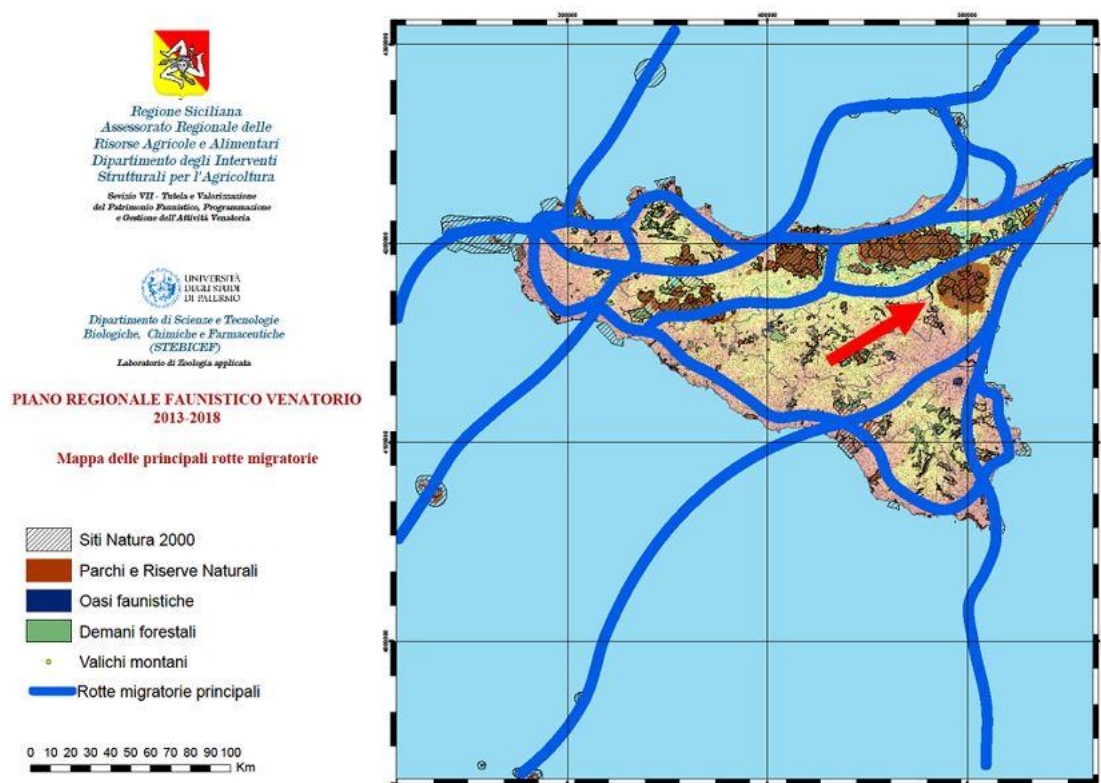 Regione Siciliana
Assessorato Regionale delle
Risorse Agricole e Alimentari
Dipartimento degli Interventi
Strutturali per l'Agricoltura
Sevizio VII - Tutela e Valorizzazione
del Patrimonio Faunistico, Programmazione
e Gestione dell'Attività Venatoria
UNIVERSITÀ
DEGLI STUDI
DI PALERMO
Dipartimento di Scienze e Tecnologie
Biologiche, Chimiche e Farmaceutiche
(STEBICEF)
Laboratorio di Zoologia applicata
PIANO REGIONALE FAUNISTICO VENATORIO
2013-2018
Mappa delle principali rotte migratorie
Siti Natura 2000
Parchi e Riserve Naturali
Oasi faunistiche
Demani forestali
Valichi montani
Rotte migratorie principali
0 10 20 30 40 50 60 70 80 90 100
Km